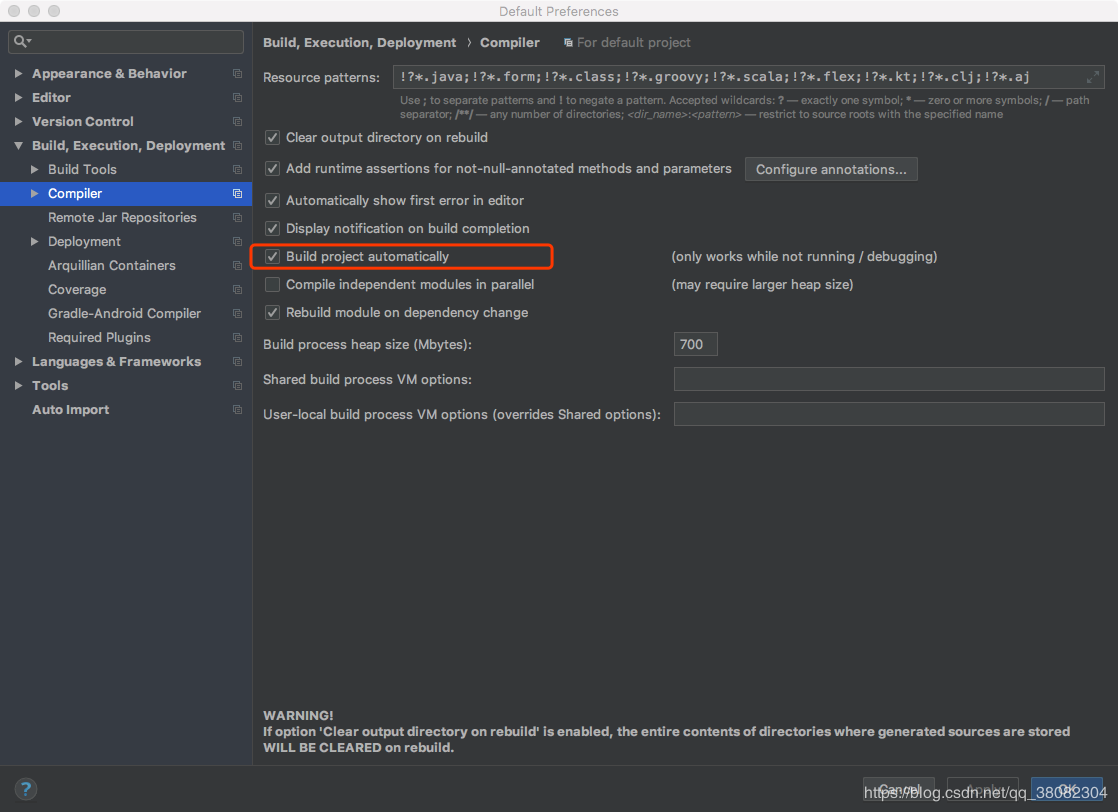 Default Preferences
Build, Execution, Deployment › Compiler For default project
Appearance & Behavior
Editor
Version Control
Build, Execution, Deployment
Build Tools
Compiler
Remote Jar Repositories
Deployment
Arquillian Containers
Coverage
Gradle-Android Compiler
Required Plugins
Languages & Frameworks
Tools
Auto Import
Resource patterns: !?*.java;!?*.form;!?*.class;!?*.groovy;!?*.scala;!?*.flex;!?*.kt;!?*.clj;!?*.aj
Use ; to separate patterns and ! to negate a pattern. Accepted wildcards: ? — exactly one symbol; * — zero or more symbols; / — path
separator; /**/ — any number of directories; <dir_name>:<pattern> — restrict to source roots with the specified name
Clear output directory on rebuild
Add runtime assertions for not-null-annotated methods and parameters Configure annotations...
Automatically show first error in editor
Display notification on build completion
Build project automatically (only works while not running / debugging)
Compile independent modules in parallel (may require larger heap size)
Rebuild module on dependency change
Build process heap size (Mbytes): 700
Shared build process VM options:
User-local build process VM options (overrides Shared options):
WARNING!
If option 'Clear output directory on rebuild' is enabled, the entire contents of directories where generated sources are stored
WILL BE CLEARED on rebuild.
? Cancel Apply OK
https://blog.csdn.net/qq_38082304